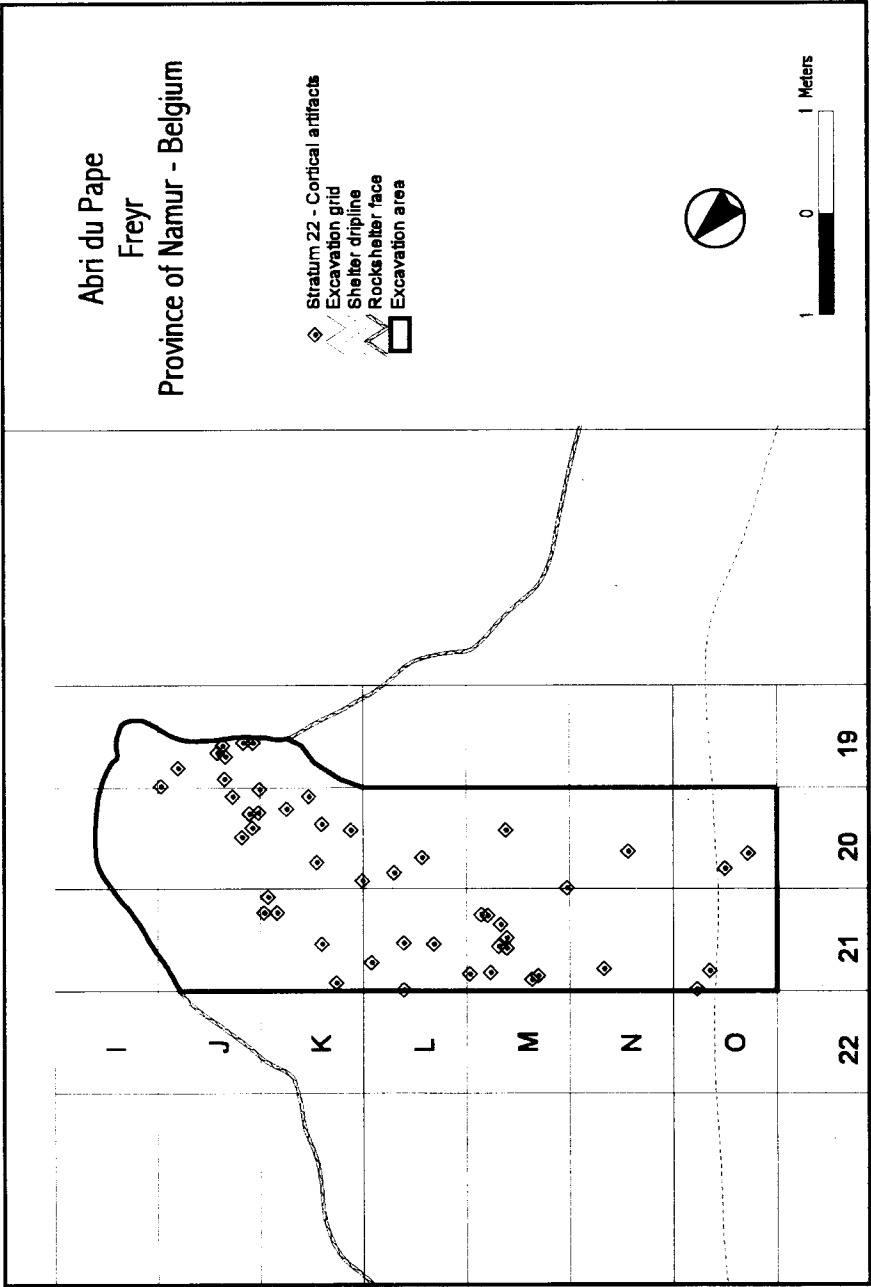 Abri du Pape
Freyr
Province of Namur - Belgium
Stratum 22 - Cortical artifacts
Excavation grid
Shelter dripline
Rockshelter face
Excavation area
1 0 1 Meters
I
J
K
L
M
N
O
22 21 20 19